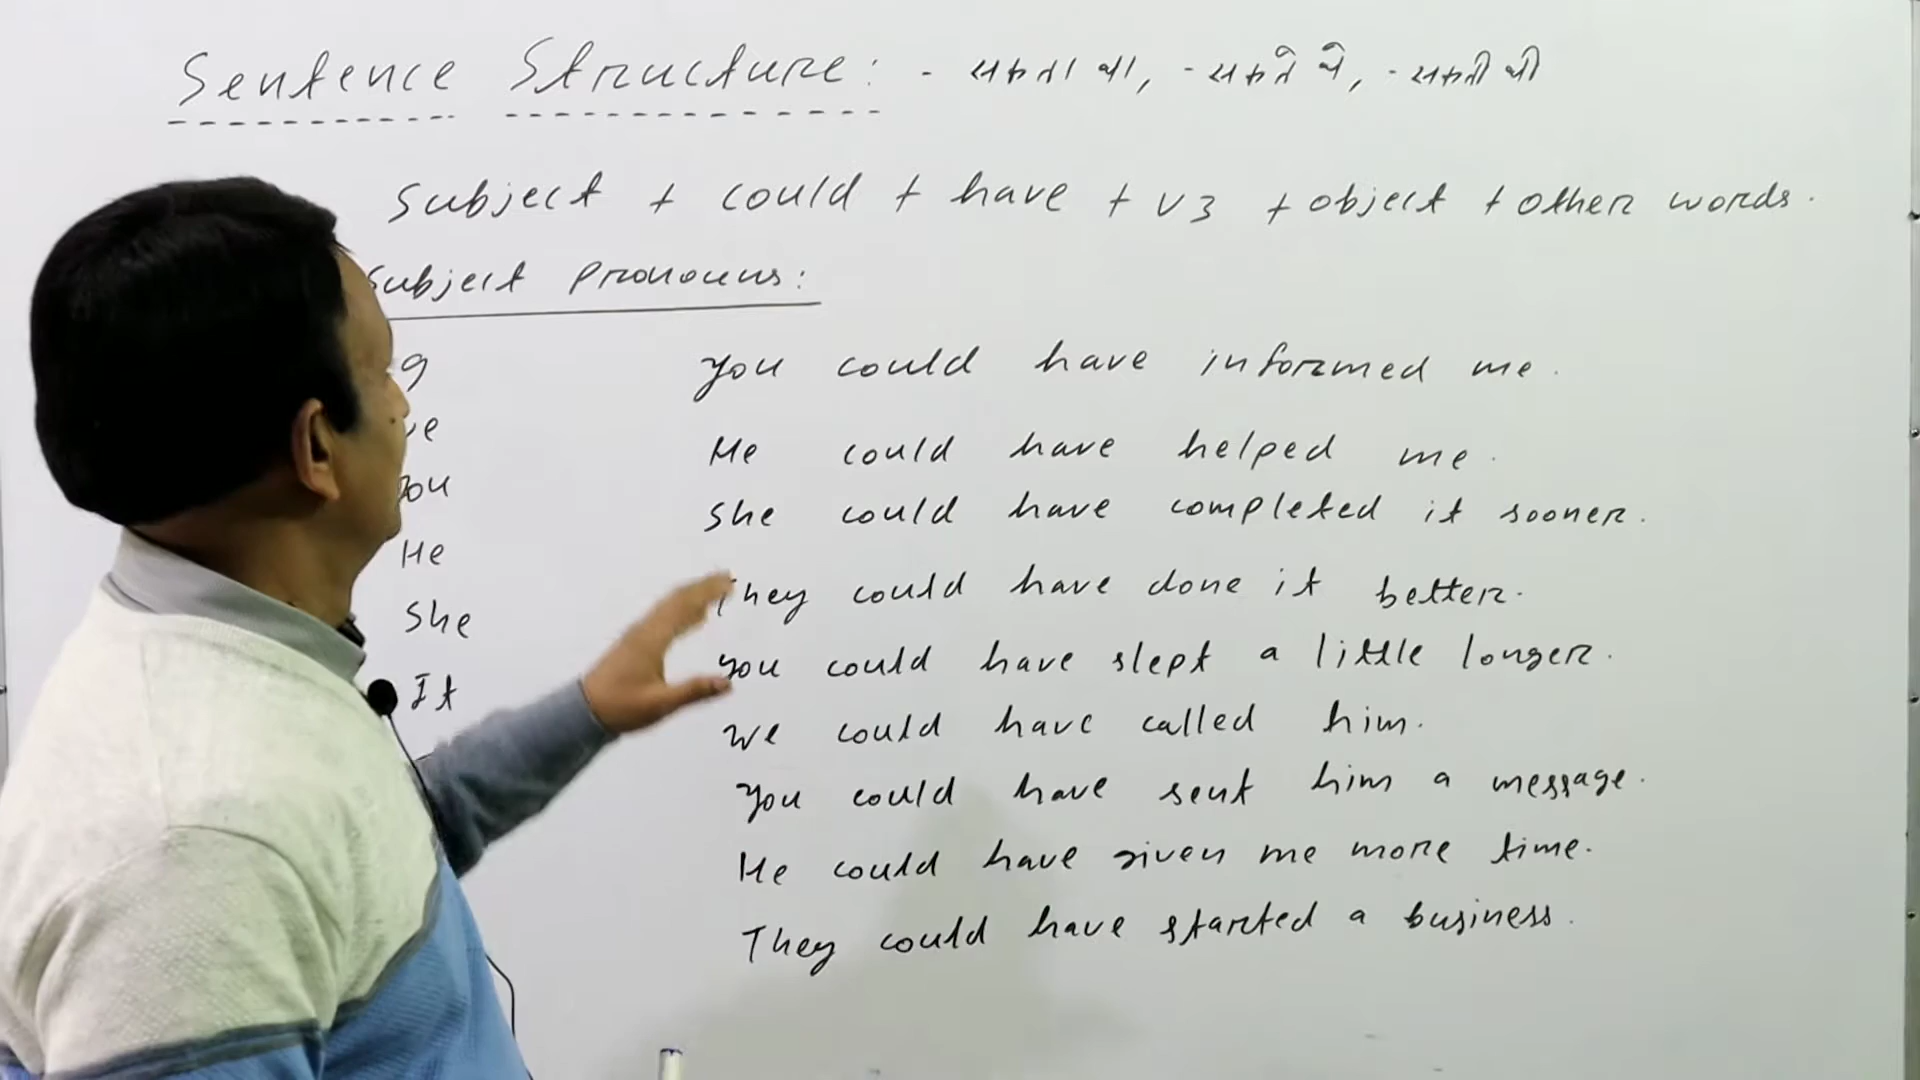 Sentence Structure: - सकता था, - सकते थे, - सकती थी
Subject + could + have + v3 + object + other words.
Subject Pronouns:
I
we
You
He
She
It
You could have informed me.
He could have helped me.
She could have completed it sooner.
They could have done it better.
You could have slept a little longer.
We could have called him.
You could have sent him a message.
He could have given me more time.
They could have started a business.